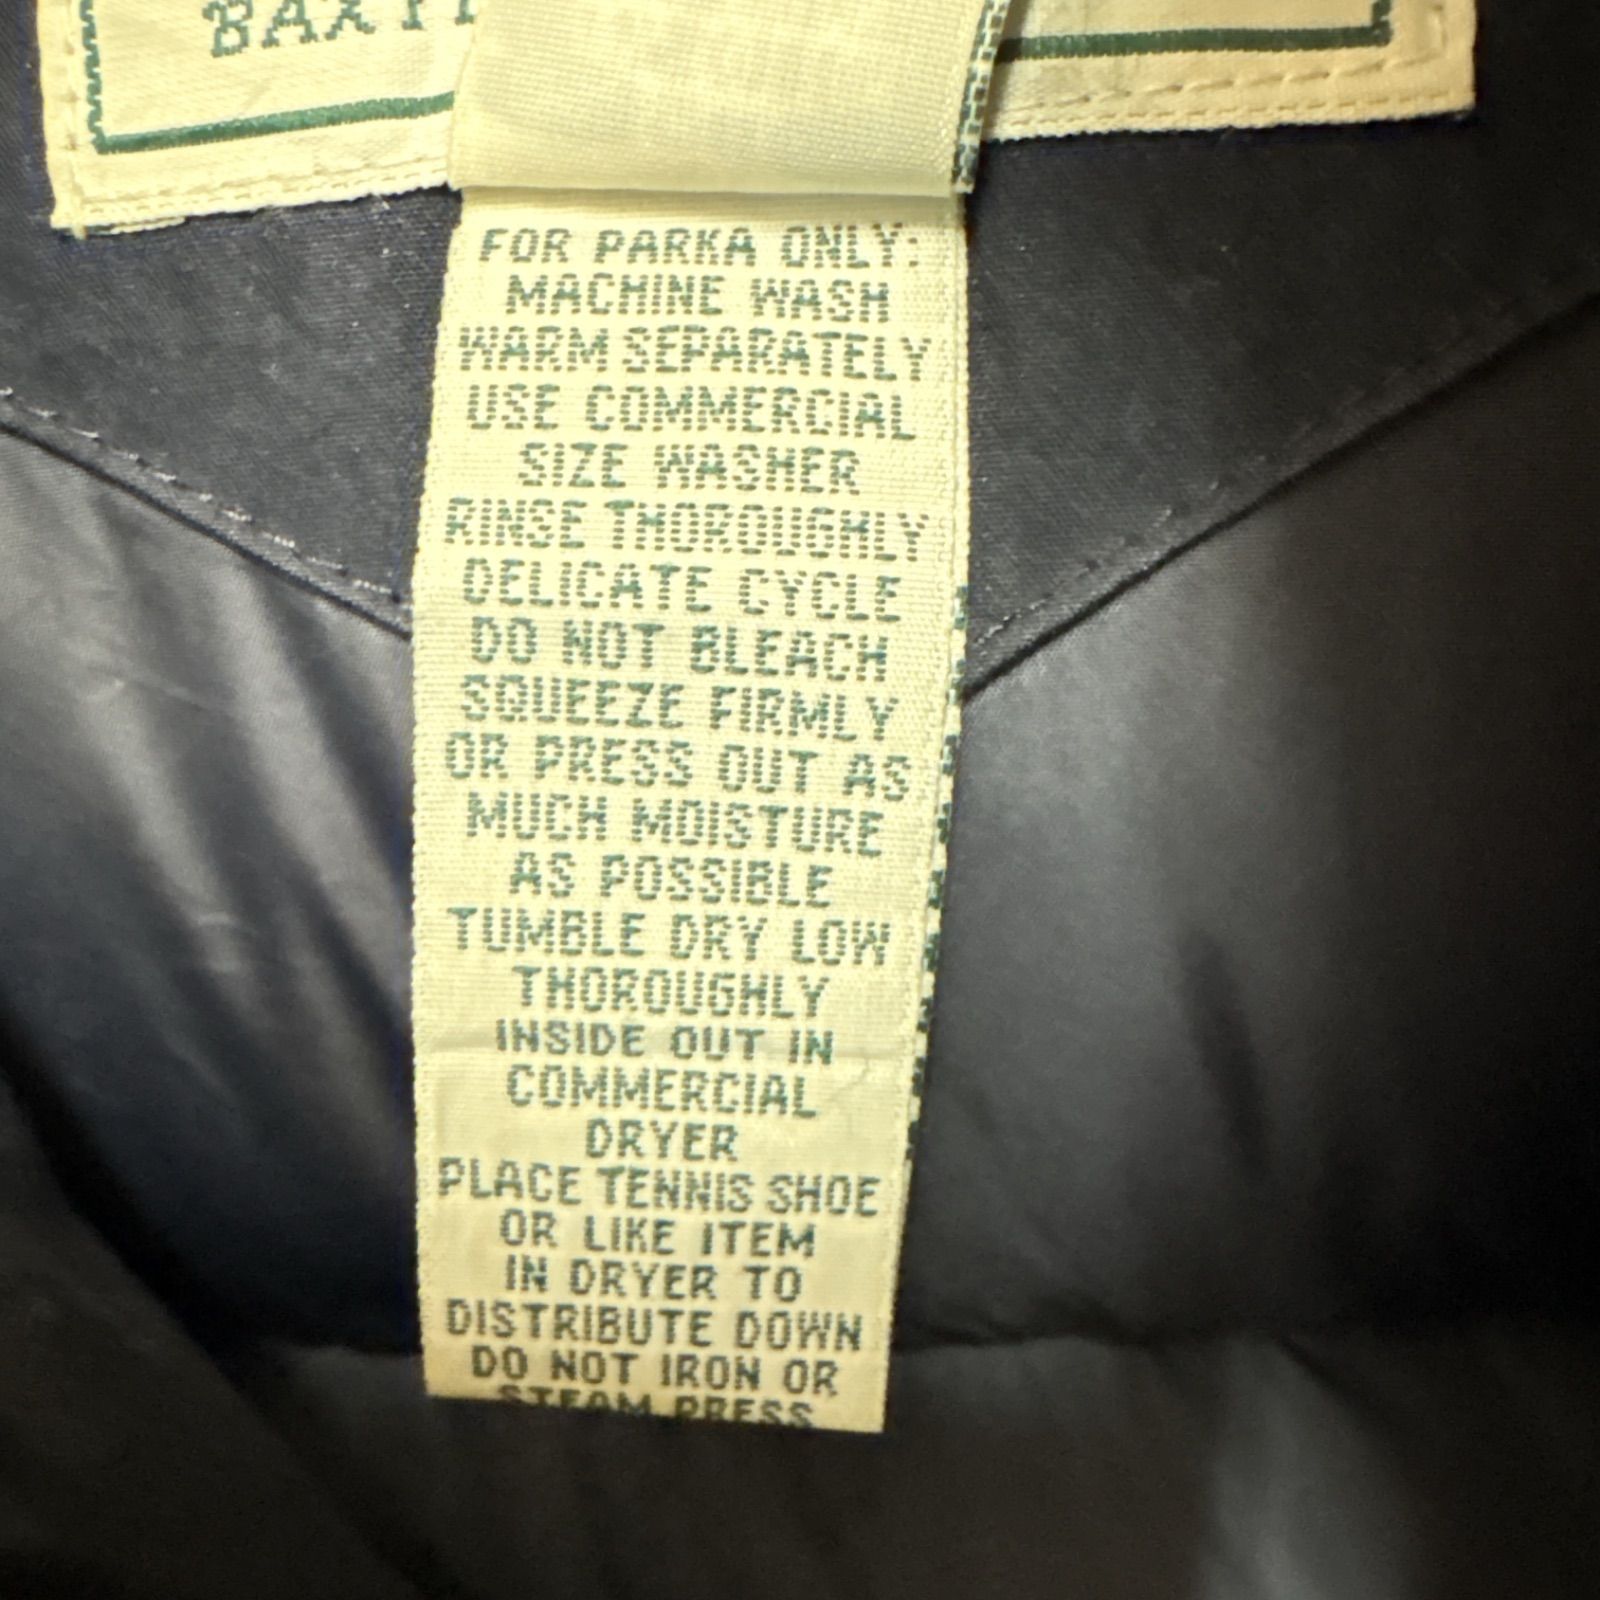 FOR PARKA ONLY:
MACHINE WASH
WARM SEPARATELY
USE COMMERCIAL
SIZE WASHER
RINSE THOROUGHLY
DELICATE CYCLE
DO NOT BLEACH
SQUEEZE FIRMLY
OR PRESS OUT AS
MUCH MOISTURE
AS POSSIBLE
TUMBLE DRY LOW
THOROUGHLY
INSIDE OUT IN
COMMERCIAL
DRYER
PLACE TENNIS SHOE
OR LIKE ITEM
IN DRYER TO
DISTRIBUTE DOWN
DO NOT IRON OR
STEAM PRESS